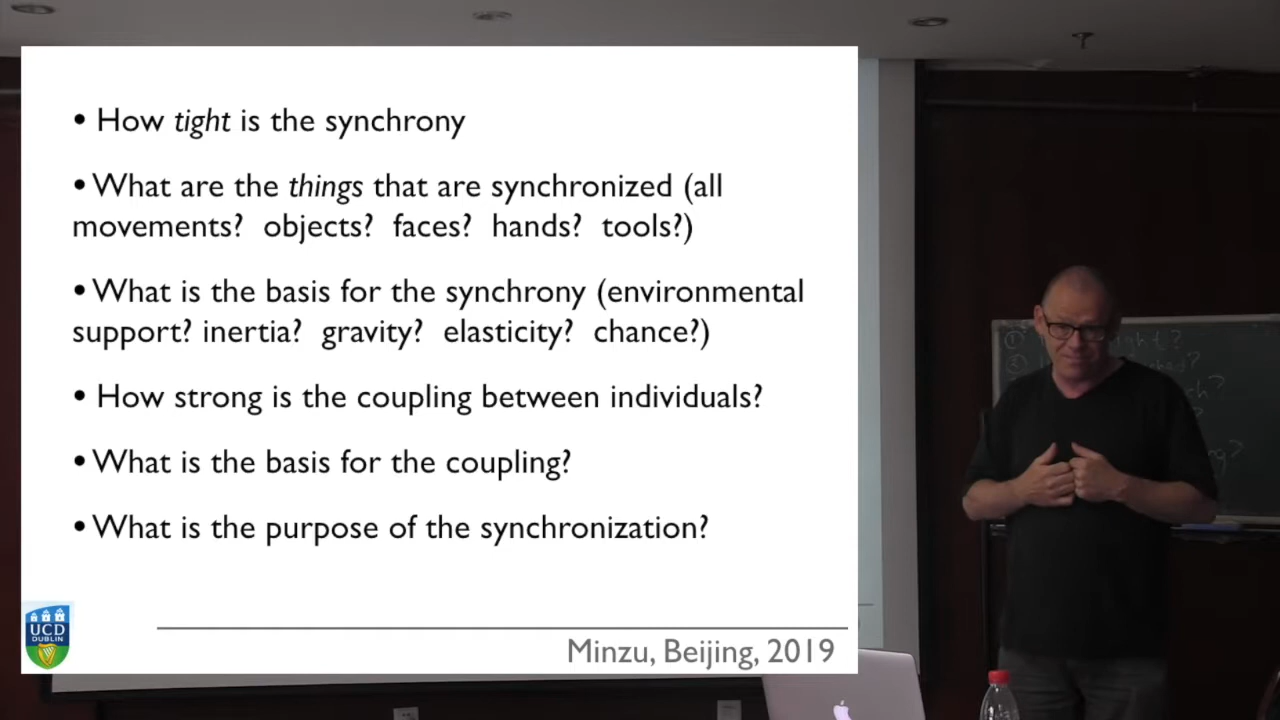 • How tight is the synchrony
• What are the things that are synchronized (all
movements? objects? faces? hands? tools?)
• What is the basis for the synchrony (environmental
support? inertia? gravity? elasticity? chance?)
• How strong is the coupling between individuals?
• What is the basis for the coupling?
• What is the purpose of the synchronization?
UCD
DUBLIN
Minzu, Beijing, 2019